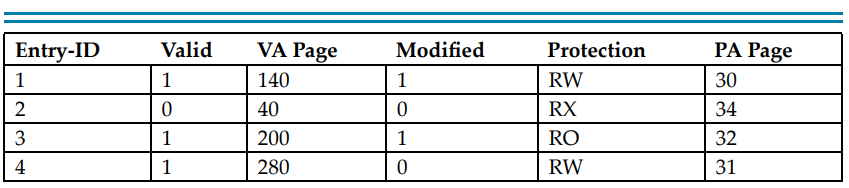 Entry-ID Valid VA Page Modified Protection PA Page
1 1 140 1 RW 30
2 0 40 0 RX 34
3 1 200 1 RO 32
4 1 280 0 RW 31